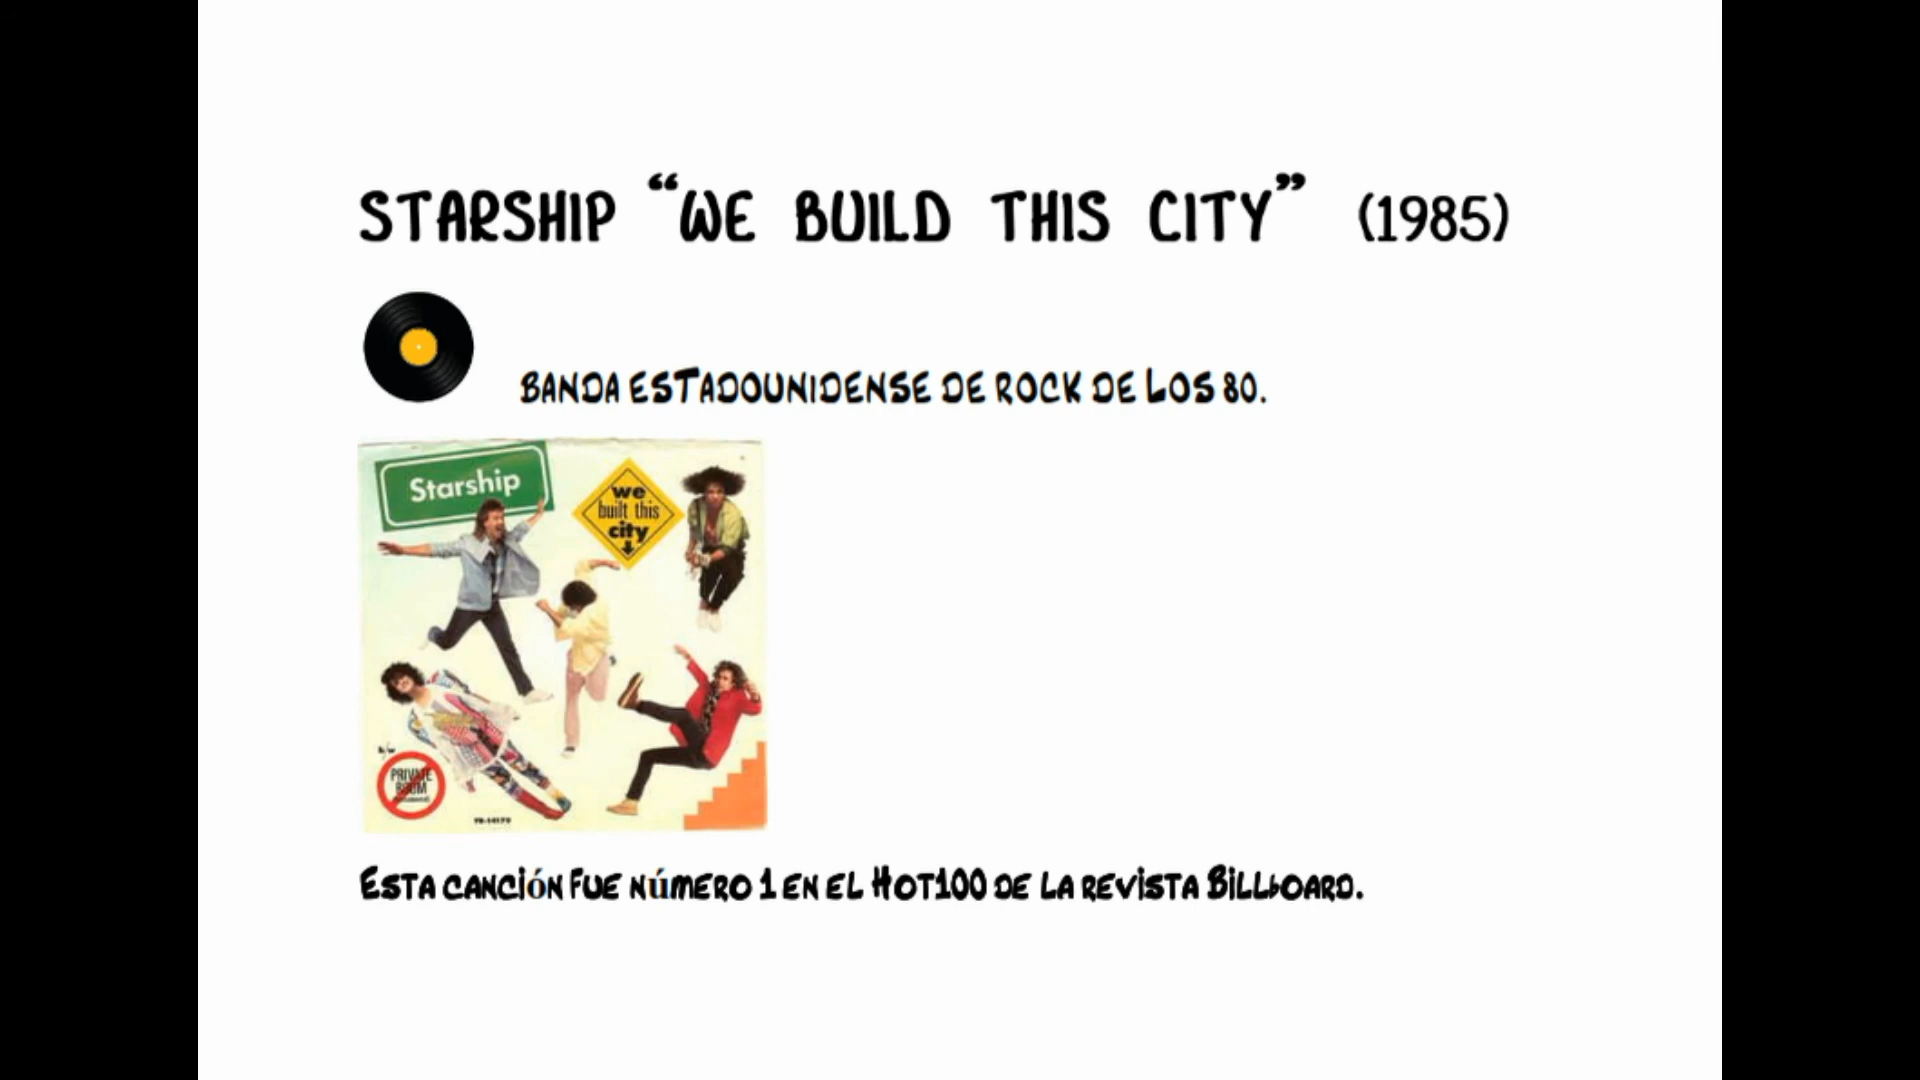 STARSHIP “WE BUILD THIS CITY” (1985)
BANDA ESTADOUNIDENSE DE ROCK DE LOS 80.
Starship
we
built this
city
b/w
PRIVATE
ROOM
Esta canción fue número 1 en el Hot100 de la revista Billboard.